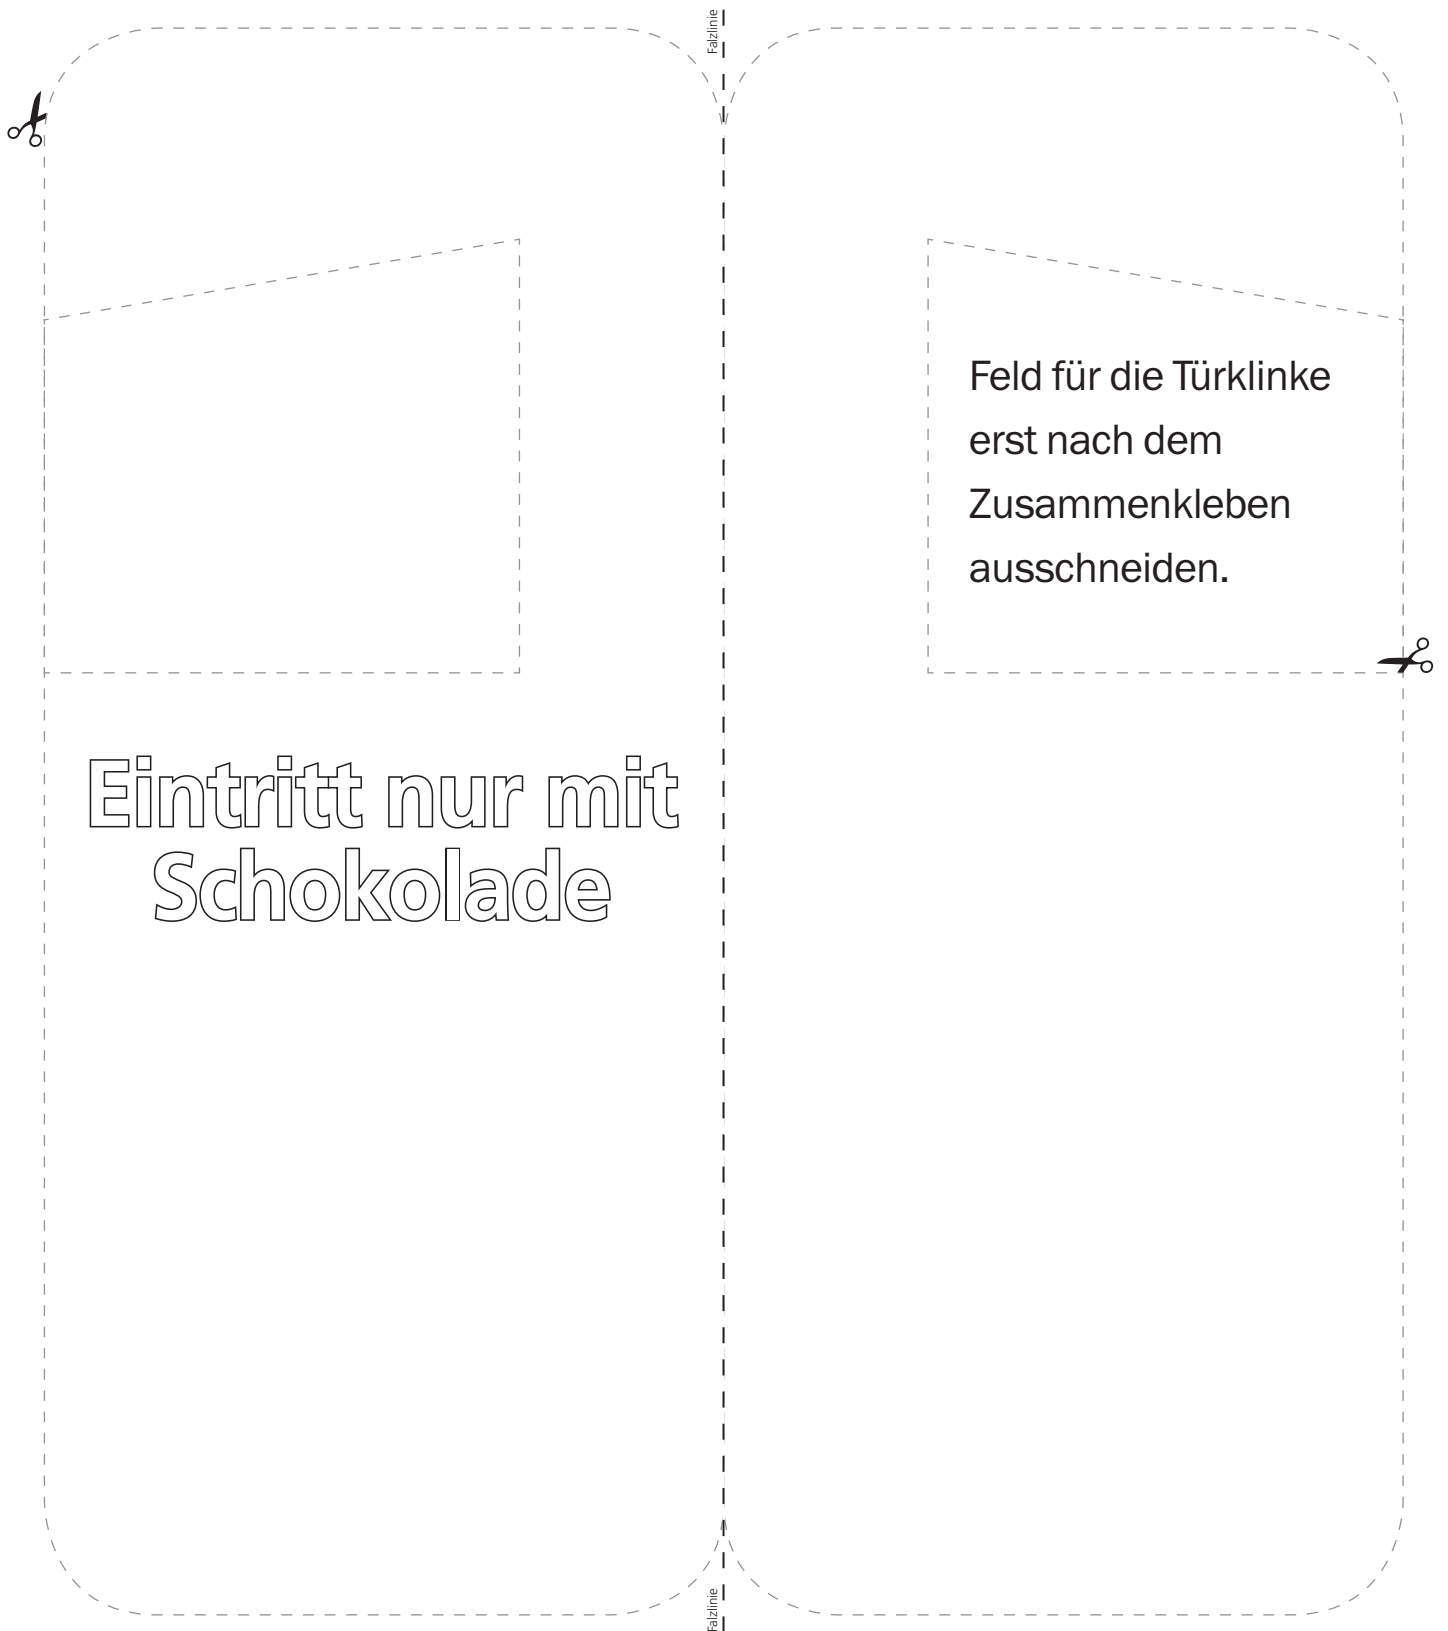 Falzlinie
Feld für die Türklinke
erst nach dem
Zusammenkleben
ausschneiden.
Eintritt nur mit
Schokolade
Falzlinie